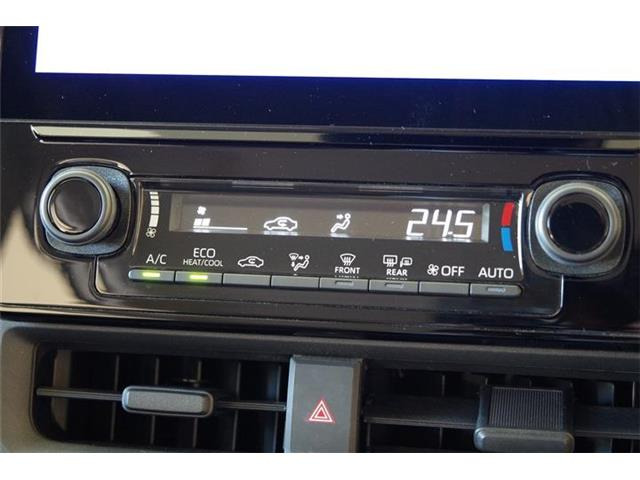 24.5
A/C
ECO
HEAT/COOL
FRONT
REAR
OFF
AUTO